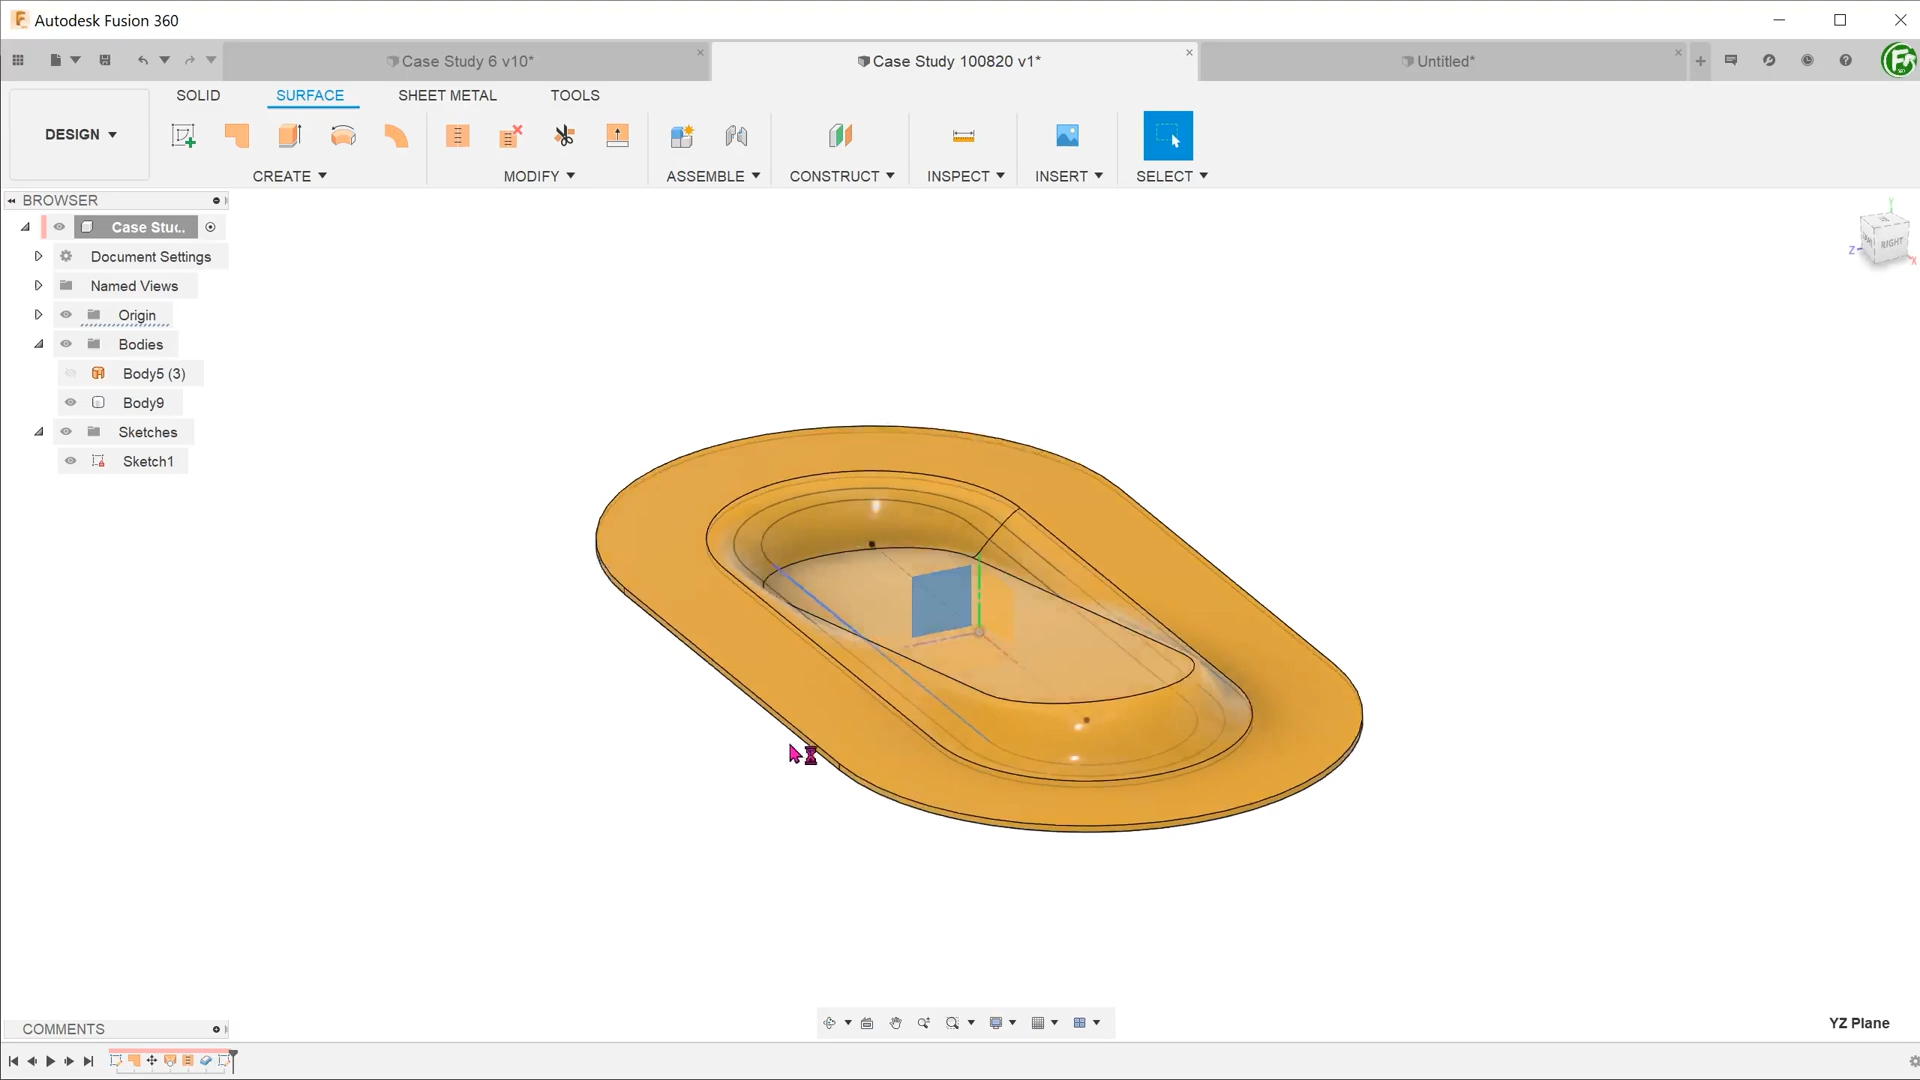 Autodesk Fusion 360
Case Study 6 v10*
Case Study 100820 v1*
Untitled*
SOLID
SURFACE
SHEET METAL
TOOLS
DESIGN
CREATE
MODIFY
ASSEMBLE
CONSTRUCT
INSPECT
INSERT
SELECT
BROWSER
Case Stu..
Document Settings
Named Views
Origin
Bodies
Body5 (3)
Body9
Sketches
Sketch1
Y
RIGHT
Z
X
COMMENTS
YZ Plane